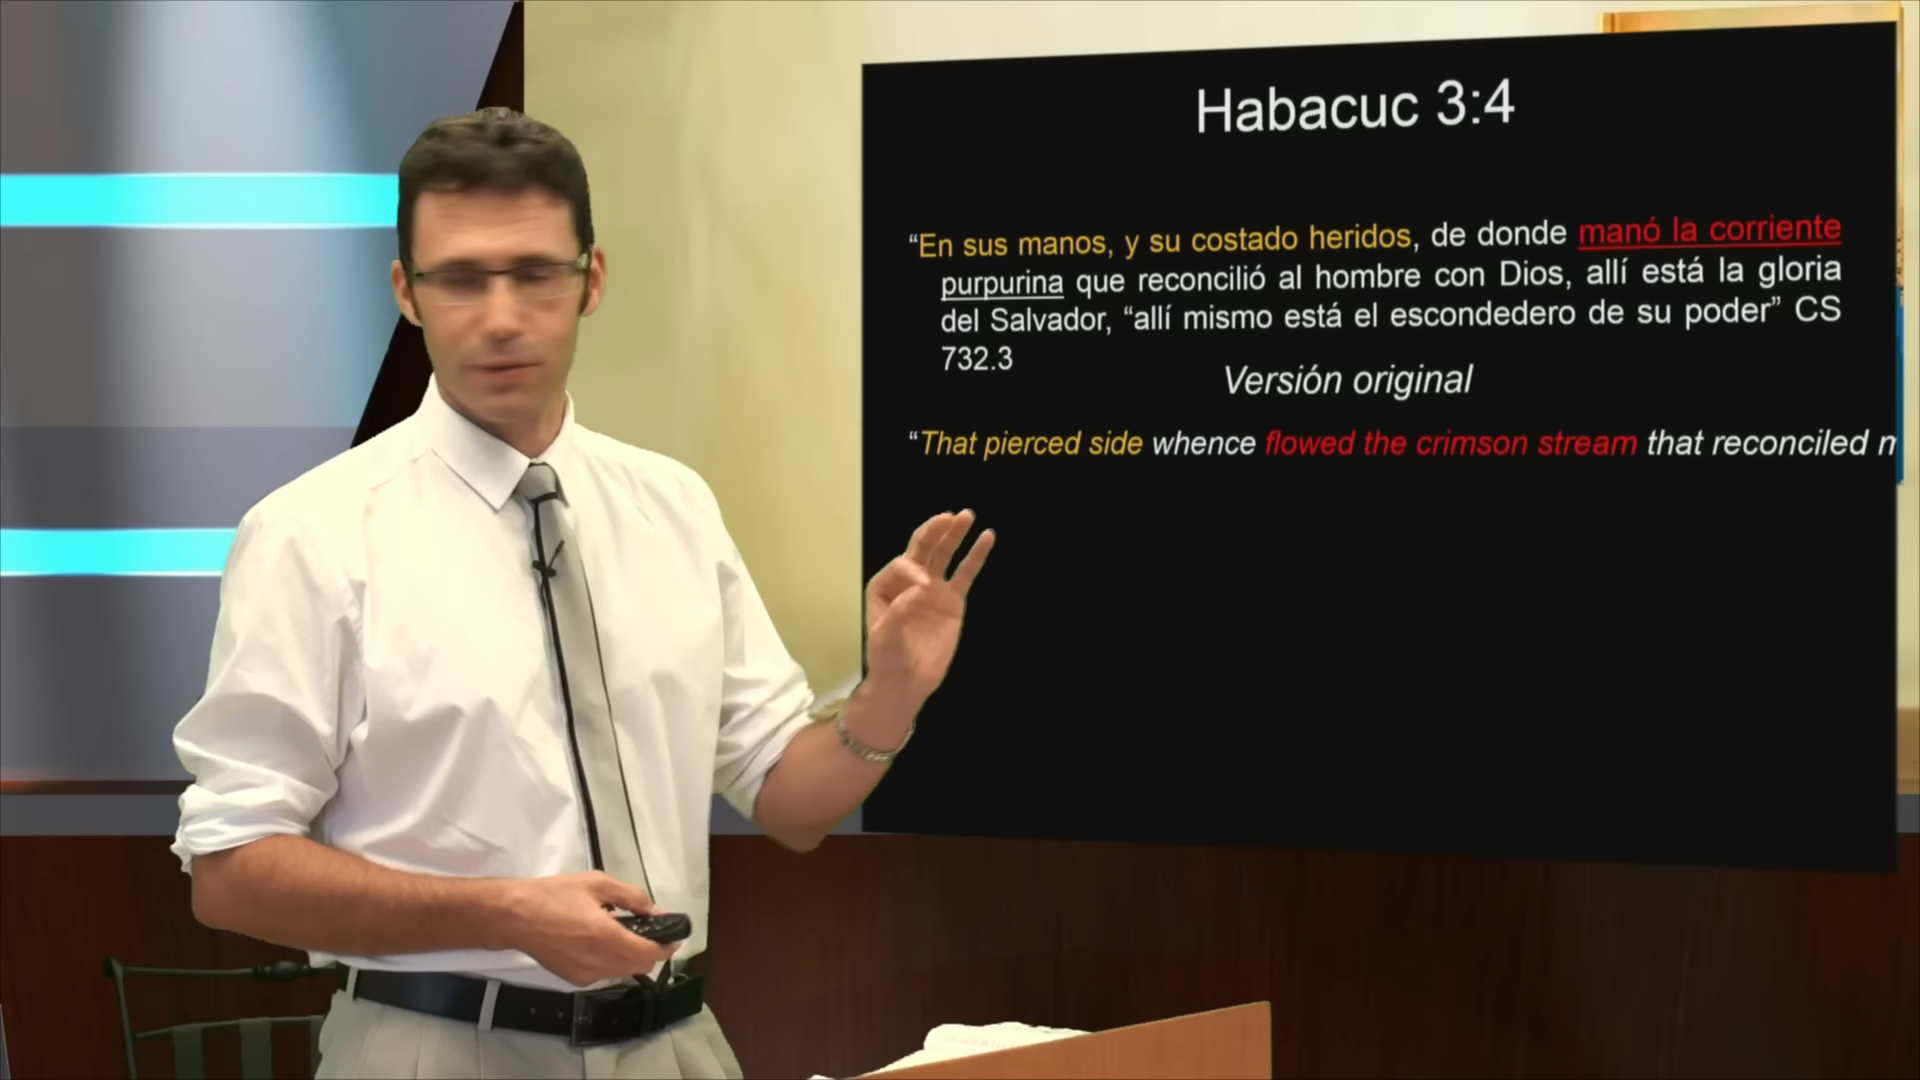 Habacuc 3:4
“En sus manos, y su costado heridos, de donde manó la corriente
purpurina que reconcilió al hombre con Dios, allí está la gloria
del Salvador, “allí mismo está el escondedero de su poder” CS
732.3
Versión original
“That pierced side whence flowed the crimson stream that reconciled